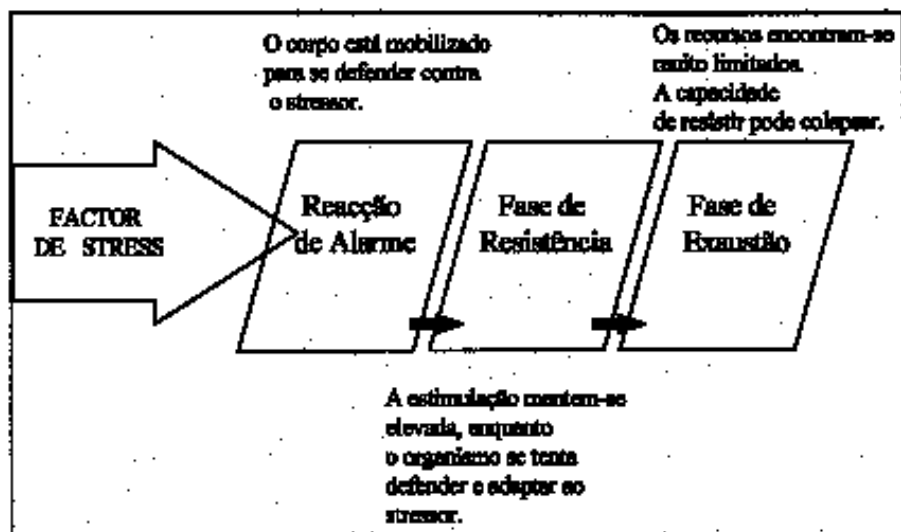 O corpo está mobilizado
para se defender contra
o stressor.
Os recursos encontram-se
muito limitados.
A capacidade
de resistir pode colapsar.
FACTOR
DE STRESS
Reacção
de Alarme
Fase de
Resistência
Fase de
Exaustão
A estimulação mantem-se
elevada, enquanto
o organismo se tenta
defender e adaptar ao
stressor.